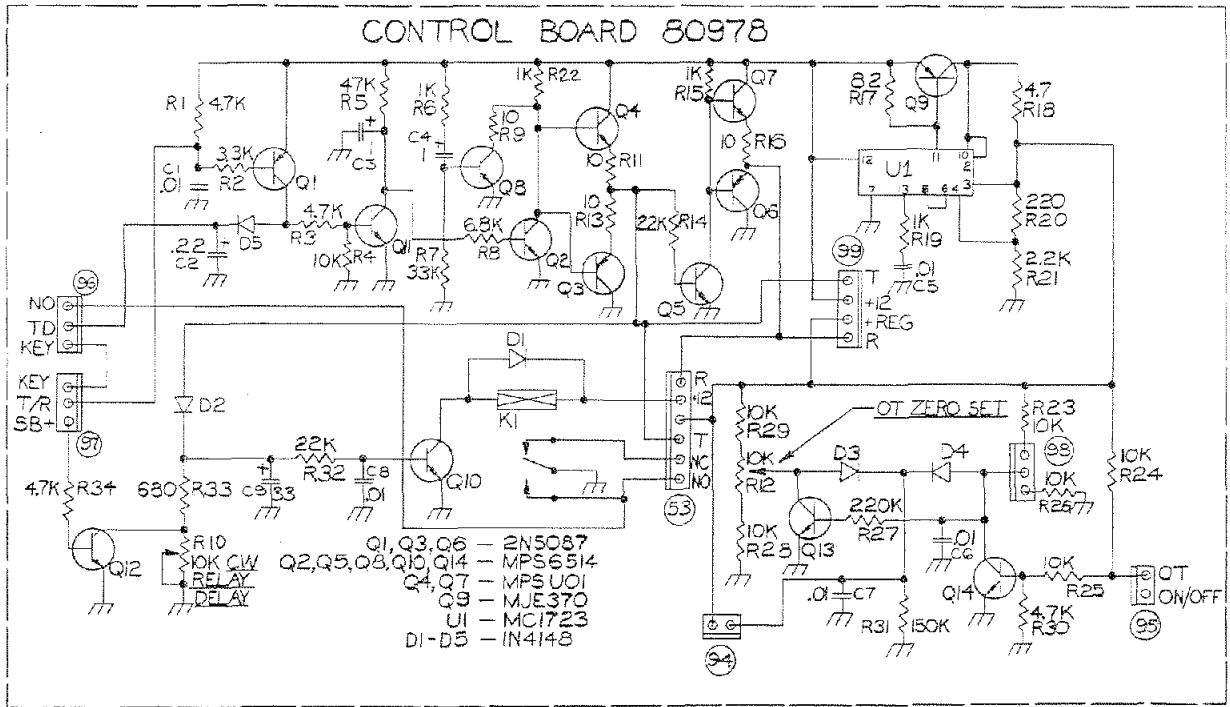 CONTROL BOARD 80978
R1 4.7K
C1
.01
3.3K
R2
Q1
47K
R5
C3
1K
R6
C4
1
10
R9
Q8
1K R22
Q4
10
R11
10
R13
1K
R15
Q7
10
R16
Q6
8.2
R17
Q9
4.7
R18
U1
12
11
10
2
3
7
13
5
6
4
220
R20
2.2K
R21
1K
R19
.01
C5
.22
C2
D5
4.7K
R3
10K
R4
Q11
R7
33K
6.8K
R8
Q2
Q3
22K R14
Q5
99
T
+12
+REG
R
96
NO
TD
KEY
KEY
T/R
SB+
97
D2
D1
K1
R
+12
T
NC
NO
53
22K
R32
C8
.01
Q10
C9
33
4.7K R34
680 R33
Q12
R10
10K CW
RELAY
DELAY
10K
R29
OT ZERO SET
10K
R12
10K
R28
D3
D4
R23
10K
98
10K
R26
10K
R24
Q13
220K
R27
.01
C6
Q14
10K
R25
4.7K
R30
OT
ON/OFF
95
.01 C7
R31 150K
94
Q1, Q3, Q6 – 2N5087
Q2, Q5, Q8, Q10, Q14 – MPS6514
Q4, Q7 – MPSU01
Q9 – MJE370
U1 – MC1723
D1-D5 – 1N4148